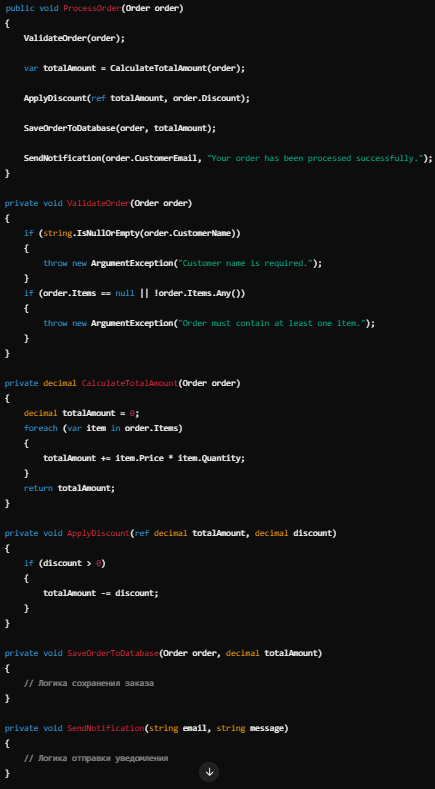 public void ProcessOrder(Order order)
{
    ValidateOrder(order);

    var totalAmount = CalculateTotalAmount(order);

    ApplyDiscount(ref totalAmount, order.Discount);

    SaveOrderToDatabase(order, totalAmount);

    SendNotification(order.CustomerEmail, "Your order has been processed successfully.");
}

private void ValidateOrder(Order order)
{
    if (string.IsNullOrEmpty(order.CustomerName))
    {
        throw new ArgumentException("Customer name is required.");
    }
    if (order.Items == null || !order.Items.Any())
    {
        throw new ArgumentException("Order must contain at least one item.");
    }
}

private decimal CalculateTotalAmount(Order order)
{
    decimal totalAmount = 0;
    foreach (var item in order.Items)
    {
        totalAmount += item.Price * item.Quantity;
    }
    return totalAmount;
}

private void ApplyDiscount(ref decimal totalAmount, decimal discount)
{
    if (discount > 0)
    {
        totalAmount -= discount;
    }
}

private void SaveOrderToDatabase(Order order, decimal totalAmount)
{
    // Логика сохранения заказа
}

private void SendNotification(string email, string message)
{
    // Логика отправки уведомления
}